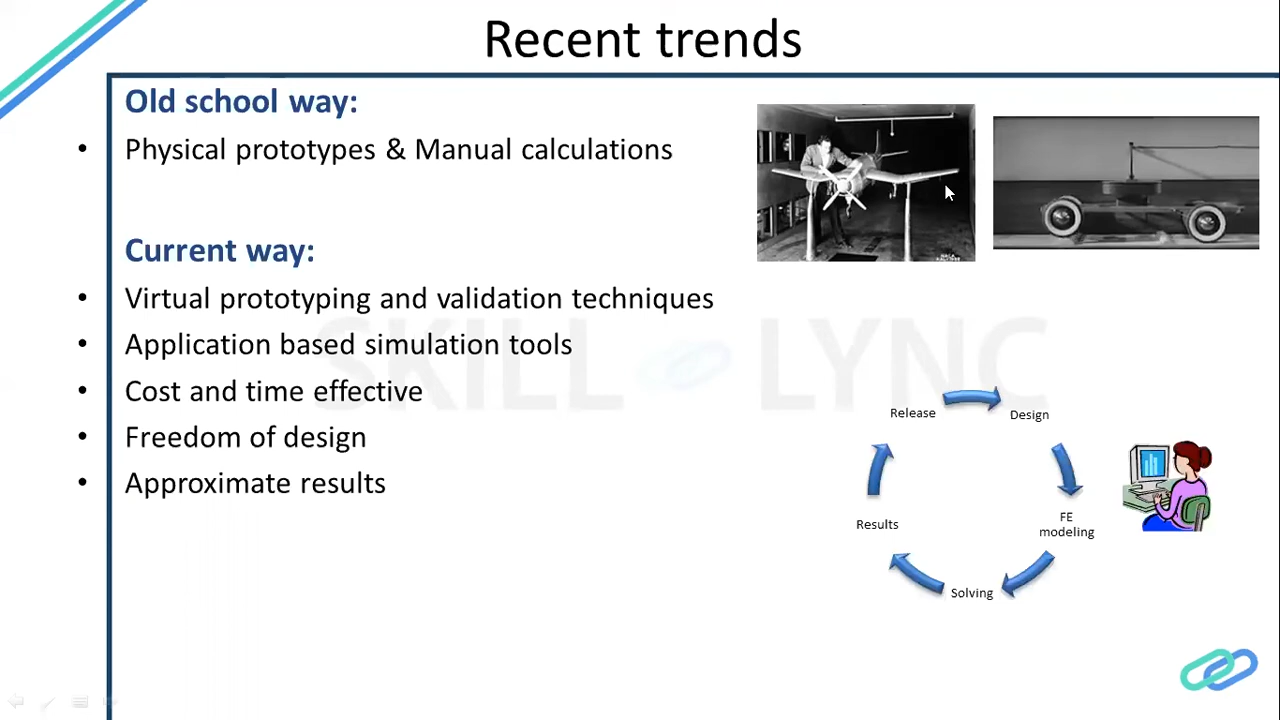 Recent trends
Old school way:
• Physical prototypes & Manual calculations
Current way:
• Virtual prototyping and validation techniques
• Application based simulation tools
• Cost and time effective
• Freedom of design
• Approximate results
SKILL LYNC
Release
Design
FE
modeling
Solving
Results